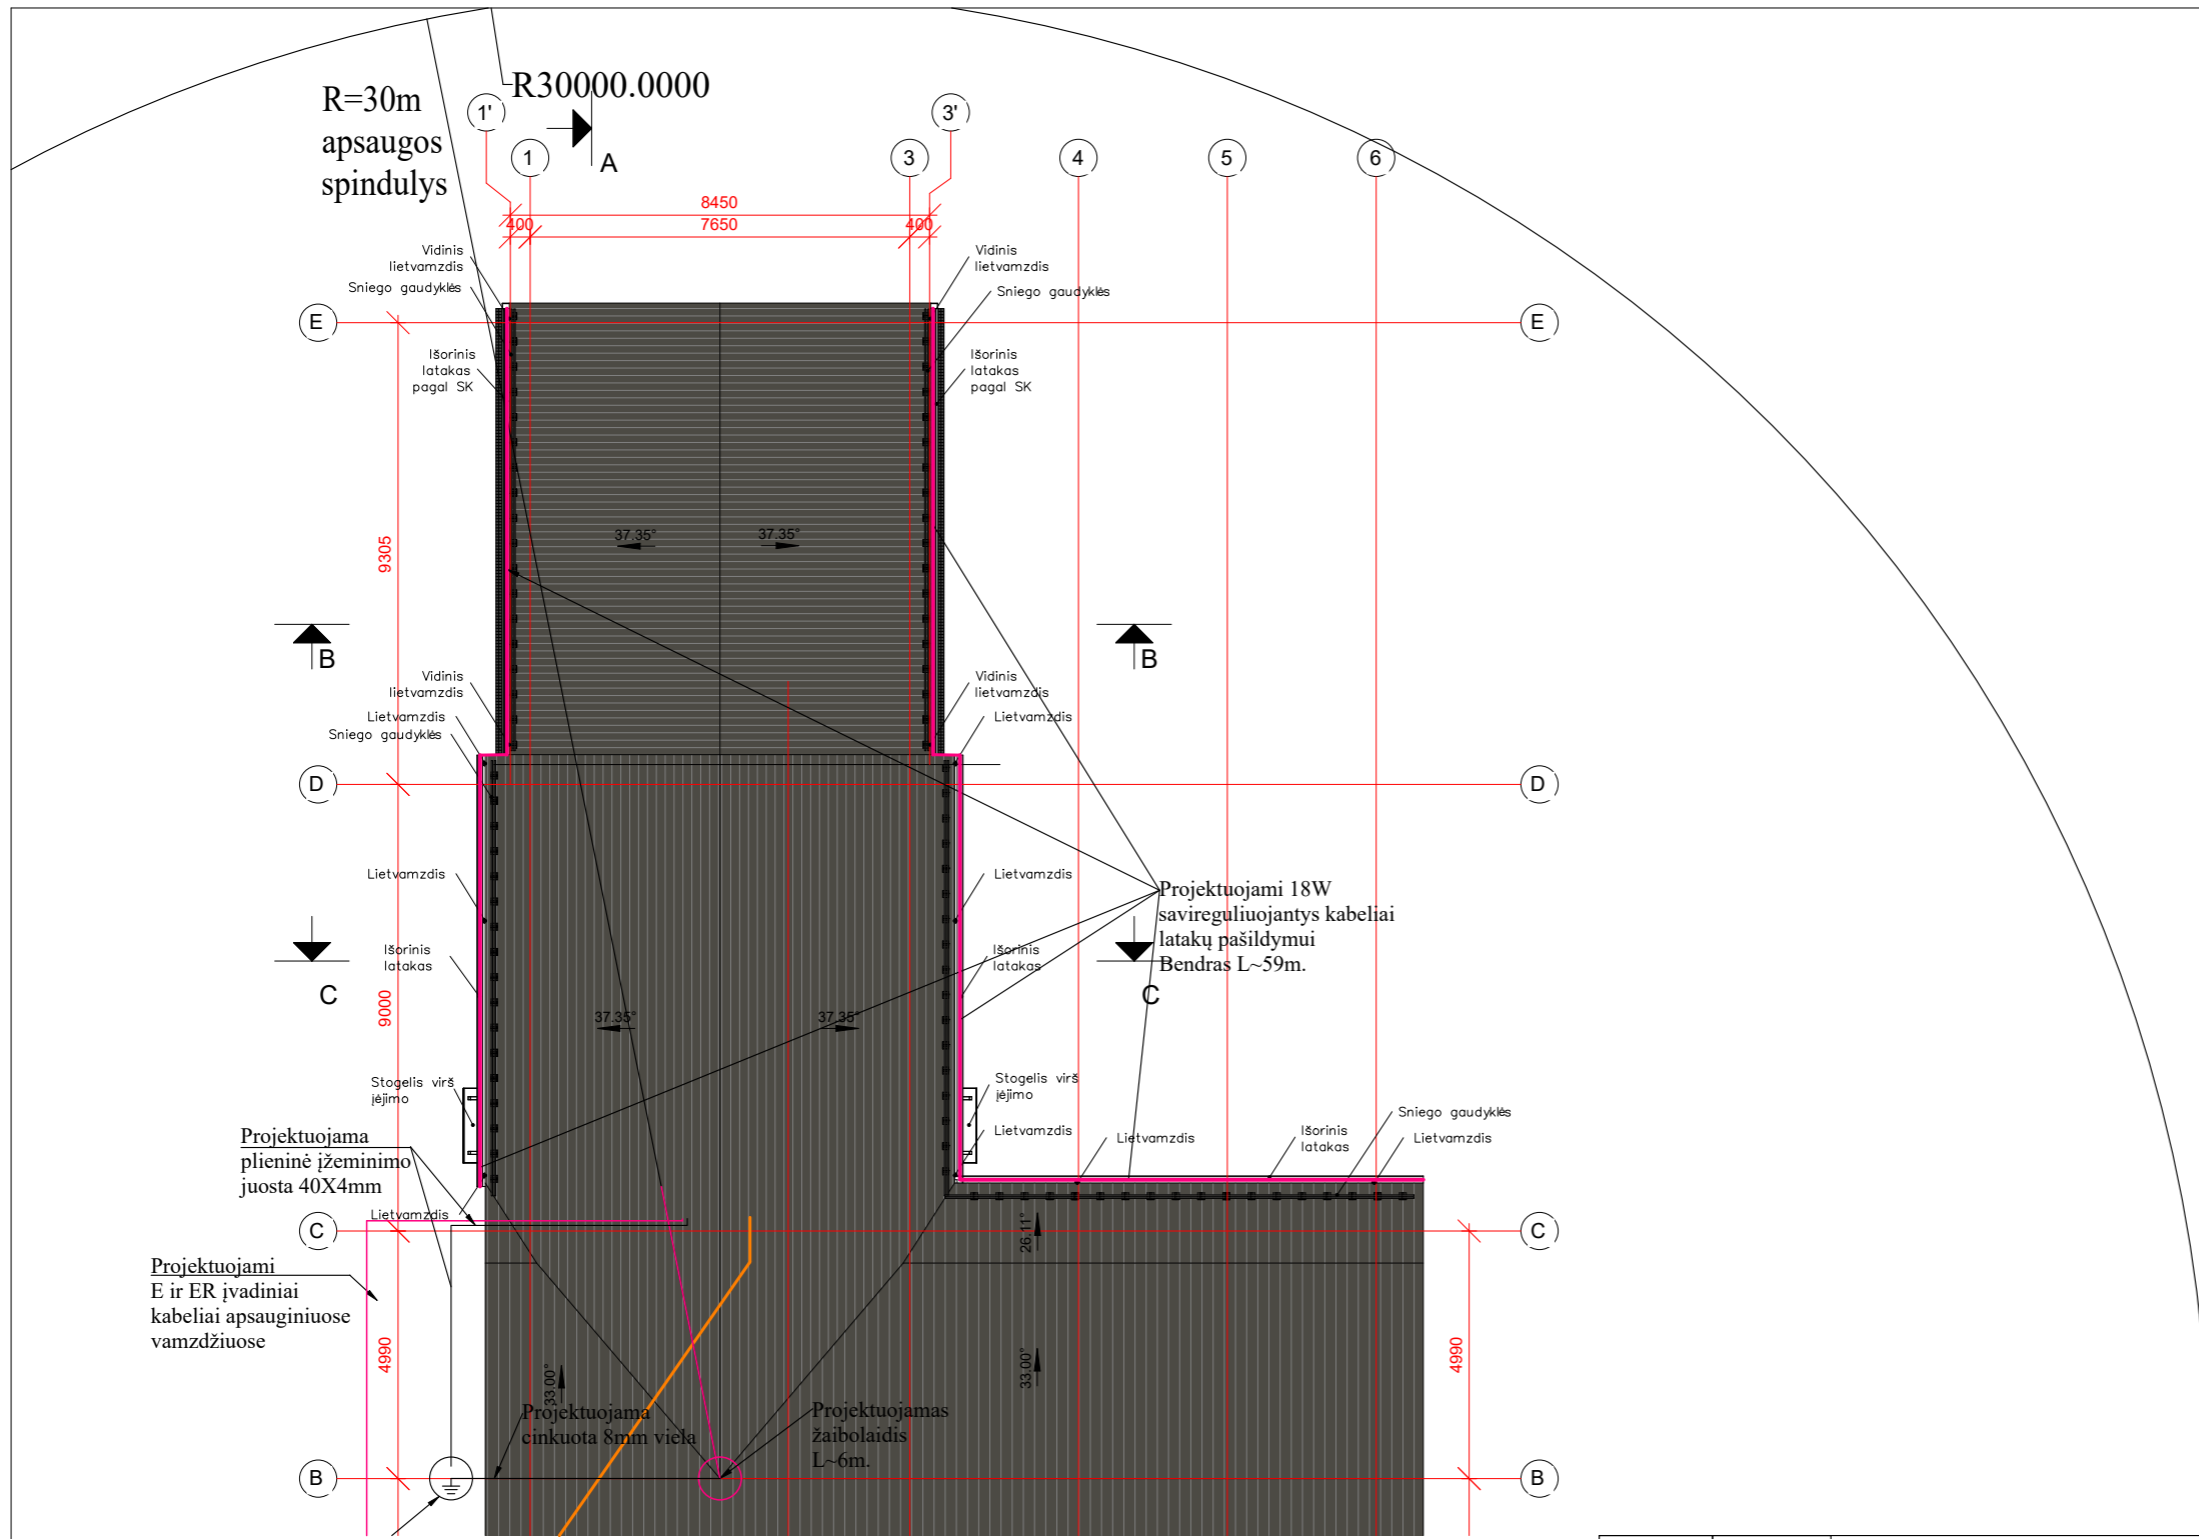 R30000.0000
R=30m
apsaugos
spindulys
1'
3'
A
1
3
4
5
6
8450
400
7650
400
Vidinis
lietvamzdis
Sniego gaudyklės
Vidinis
lietvamzdis
Sniego gaudyklės
E
E
Išorinis
latakas
pagal SK
Išorinis
latakas
pagal SK
37.35°
37.35°
9305
B
B
Vidinis
lietvamzdis
Lietvamzdis
Sniego gaudyklės
Vidinis
lietvamzdis
Lietvamzdis
D
D
Lietvamzdis
Lietvamzdis
Projektuojami 18W
savireguliuojantys kabeliai
latakų pašildymui
Bendras L~59m.
Išorinis
latakas
Išorinis
latakas
C
C
9000
37.35°
37.35°
Stogelis virš
įėjimo
Stogelis virš
įėjimo
Lietvamzdis
Lietvamzdis
Išorinis
latakas
Sniego gaudyklės
Lietvamzdis
Projektuojama
plieninė įžeminimo
juosta 40X4mm
Lietvamzdis
C
C
26.11°
Projektuojami
E ir ER įvadiniai
kabeliai apsauginiuose
vamzdžiuose
4990
4990
33.00°
33.00°
Projektuojama
cinkuota 8mm viela
Projektuojamas
žaibolaidis
L~6m.
B
B